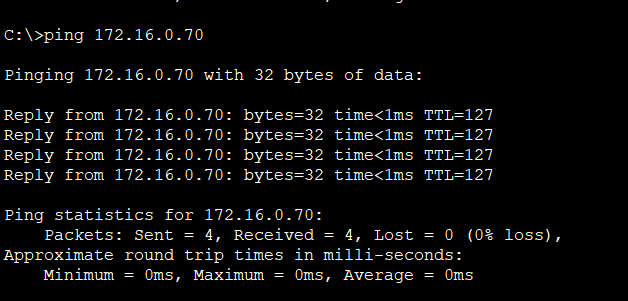 C:\>ping 172.16.0.70
Pinging 172.16.0.70 with 32 bytes of data:
Reply from 172.16.0.70: bytes=32 time<1ms TTL=127
Reply from 172.16.0.70: bytes=32 time<1ms TTL=127
Reply from 172.16.0.70: bytes=32 time<1ms TTL=127
Reply from 172.16.0.70: bytes=32 time<1ms TTL=127
Ping statistics for 172.16.0.70:
    Packets: Sent = 4, Received = 4, Lost = 0 (0% loss),
Approximate round trip times in milli-seconds:
    Minimum = 0ms, Maximum = 0ms, Average = 0ms